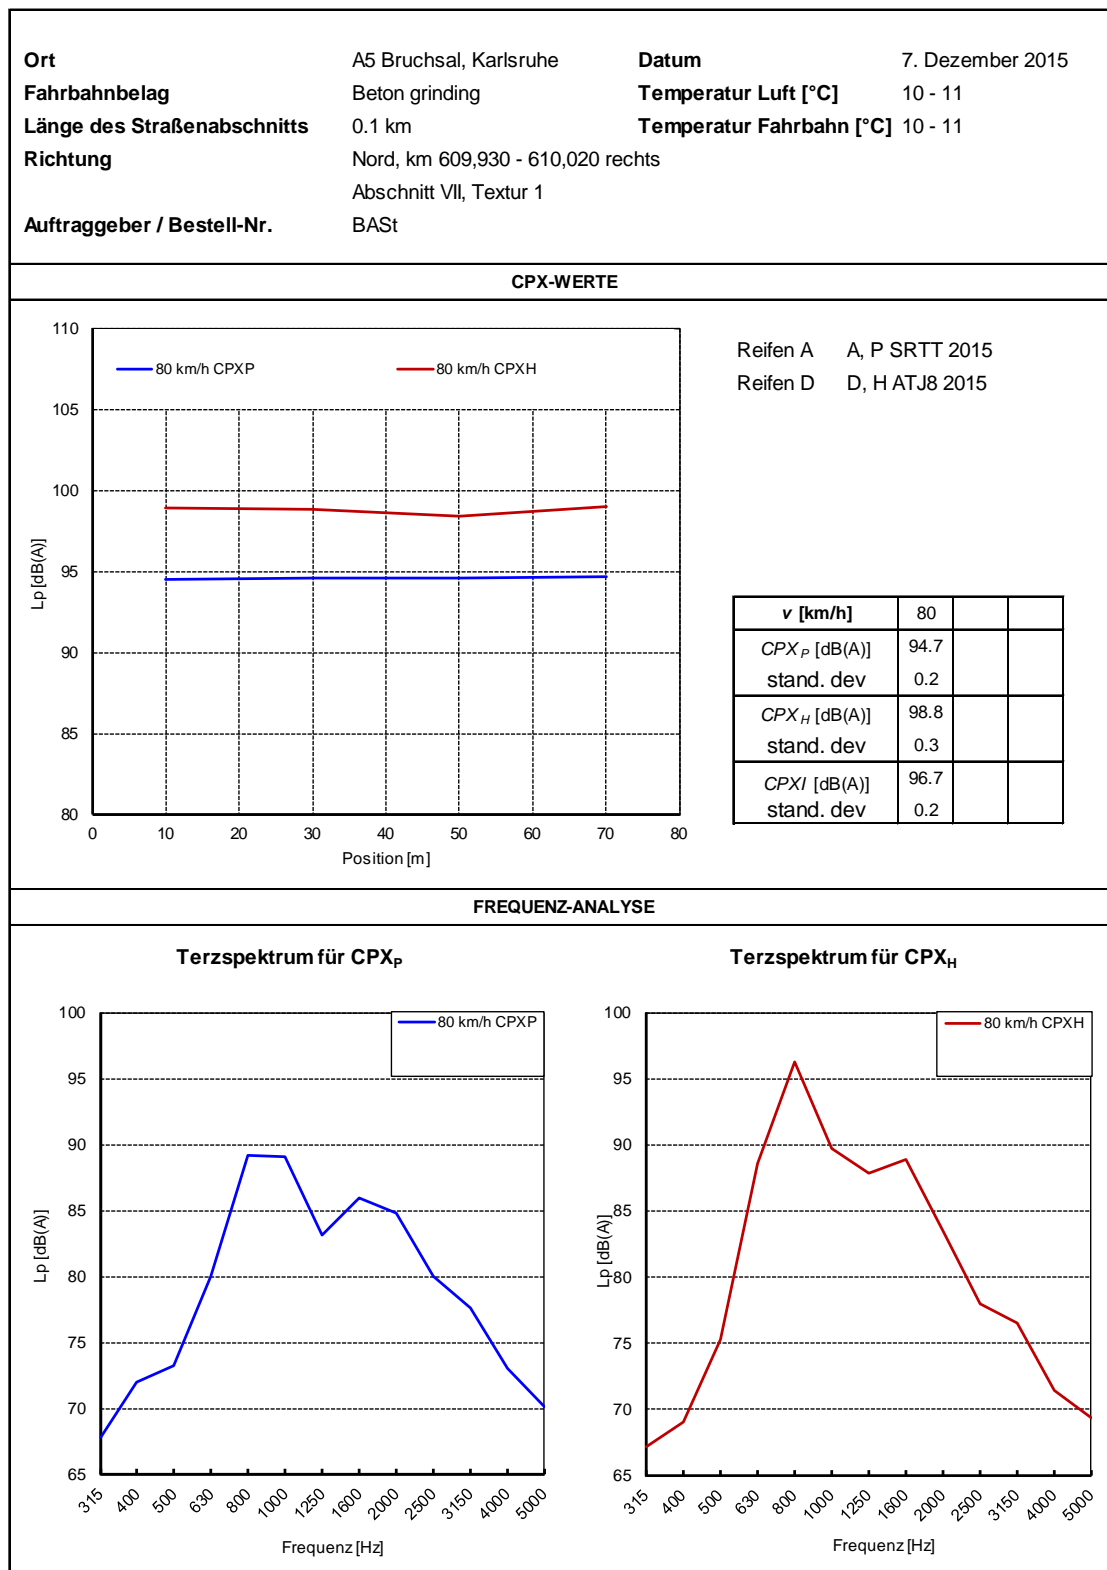 Ort A5 Bruchsal, Karlsruhe Datum 7. Dezember 2015
Fahrbahnbelag Beton grinding Temperatur Luft [°C] 10 - 11
Länge des Straßenabschnitts 0.1 km Temperatur Fahrbahn [°C] 10 - 11
Richtung Nord, km 609,930 - 610,020 rechts
Abschnitt VII, Textur 1
Auftraggeber / Bestell-Nr. BASt
CPX-WERTE
110
105
100
95
90
85
80
Lp [dB(A)]
80 km/h CPXP 80 km/h CPXH
0 10 20 30 40 50 60 70 80
Position [m]
Reifen A A, P SRTT 2015
Reifen D D, H ATJ8 2015
v [km/h] 80
CPX P [dB(A)] 94.7
stand. dev 0.2
CPX H [dB(A)] 98.8
stand. dev 0.3
CPXI [dB(A)] 96.7
stand. dev 0.2
FREQUENZ-ANALYSE
Terzspektrum für CPXP
100
95
90
85
80
75
70
65
Lp [dB(A)]
80 km/h CPXP
315 400 500 630 800 1000 1250 1600 2000 2500 3150 4000 5000
Frequenz [Hz]
Terzspektrum für CPXH
100
95
90
85
80
75
70
65
Lp [dB(A)]
80 km/h CPXH
315 400 500 630 800 1000 1250 1600 2000 2500 3150 4000 5000
Frequenz [Hz]